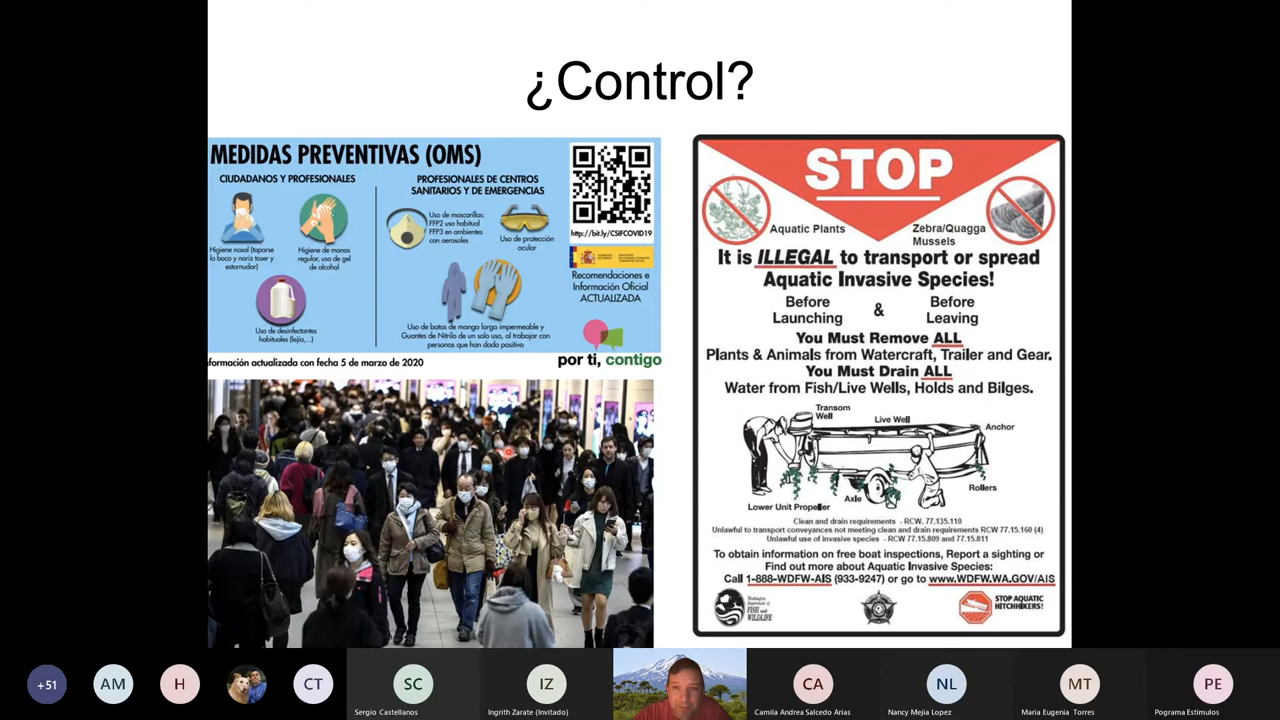 ¿Control?
MEDIDAS PREVENTIVAS (OMS)
CIUDADANOS Y PROFESIONALES
Higiene nasal (taparse
la boca y nariz toser y
estornudar)
Higiene de manos
regular, uso de gel
de alcohol
Uso de desinfectantes
habituales (lejía,...)
PROFESIONALES DE CENTROS
SANITARIOS Y DE EMERGENCIAS
Uso de mascarillas:
FFP2 uso habitual
FFP3 en ambientes
con aerosoles
Uso de protección
ocular
Uso de batas de manga larga impermeable y
Guantes de Nitrilo de un solo uso, al trabajar con
personas que han dado positivo
http://bit.ly/CSIFCOVID19
Recomendaciones e
Información Oficial
ACTUALIZADA
nformación actualizada con fecha 5 de marzo de 2020
por ti, contigo
STOP
Aquatic Plants
Zebra/Quagga
Mussels
It is ILLEGAL to transport or spread
Aquatic Invasive Species!
Before
Launching
&
Before
Leaving
You Must Remove ALL
Plants & Animals from Watercraft, Trailer and Gear.
You Must Drain ALL
Water from Fish/Live Wells, Holds and Bilges.
Transom
Well
Live Well
Anchor
Rollers
Axle
Lower Unit Propeller
Clean and drain requirements - RCW. 77.135.110
Unlawful to transport conveyances not meeting clean and drain requirements RCW 77.15.160 (4)
Unlawful use of invasive species - RCW 77.15.809 and 77.15.811
To obtain information on free boat inspections, Report a sighting or
Find out more about Aquatic Invasive Species:
Call 1-888-WDFW-AIS (933-9247) or go to www.WDFW.WA.GOV/AIS
Washington
Department of
FISH and
WILDLIFE
STOP AQUATIC
HITCHHIKERS!
+51
AM
H
CT
SC
IZ
CA
NL
MT
PE
Sergio Castellanos
Ingrith Zarate (Invitado)
Camila Andrea Salcedo Arias
Nancy Mejia Lopez
Maria Eugenia Torres
Pograma Estimulos